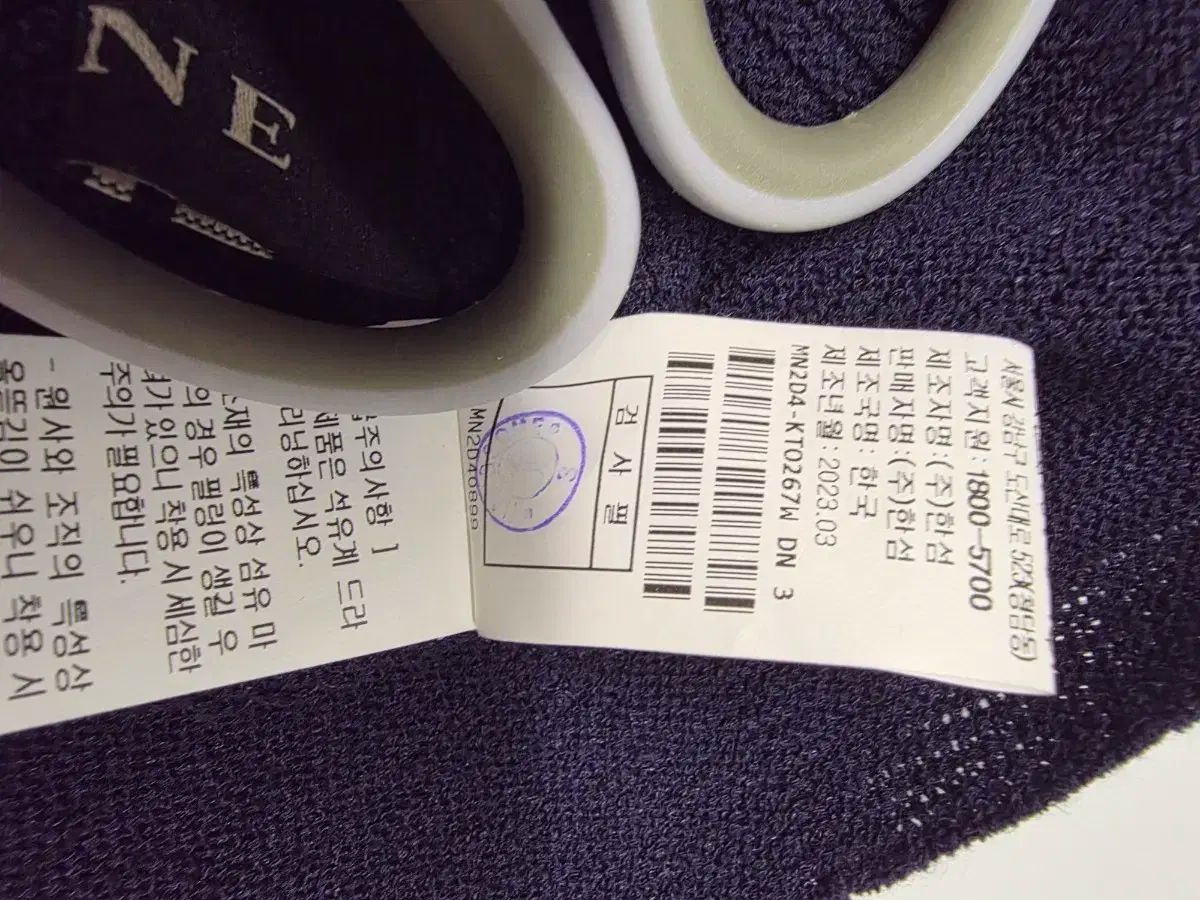 NE
서울시 강남구 도산대로 523(청담동)
고객지원: 1800-5700
제조자명: (주)한섬
판매자명: (주)한섬
제조국명: 한국
제조년월: 2023.03
MN2D4-KTO267W DN 3
검 사 필
MN2D40899
주의사항 ]
제품은 석유계 드라
리닝하십시오.
소재의 특성상 섬유 마
의 경우 필링이 생길 우
려가 있으니 착용 시 세심한
주의가 필요합니다.
- 원사와 조직의 특성상
올뜯김이 쉬우니 착용 시